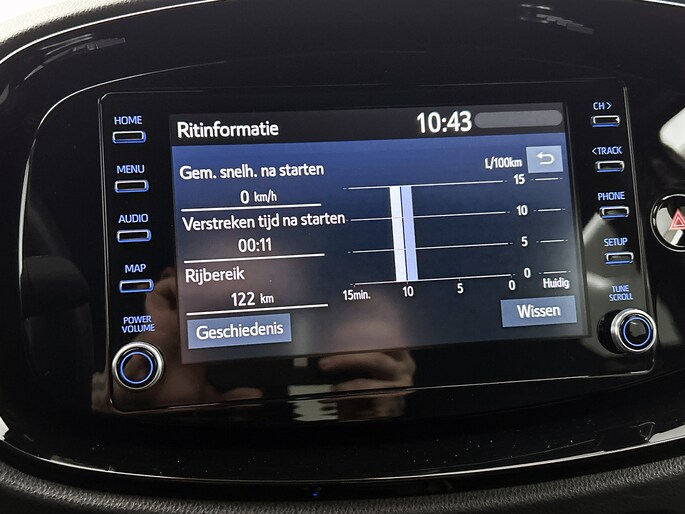 HOME
MENU
AUDIO
MAP
POWER
VOLUME
Ritinformatie
10:43
Gem. snelh. na starten
0 km/h
Verstreken tijd na starten
00:11
Rijbereik
122 km
Geschiedenis
L/100km
15
10
5
0
15min. 10 5 0 Huidig
Wissen
CH >
< TRACK
PHONE
SETUP
TUNE
SCROLL